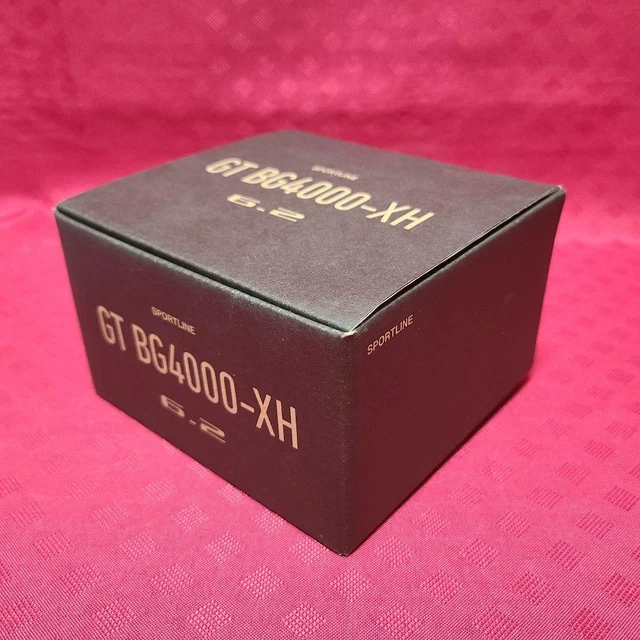 SPORTLINE
GT BG4000-XH
6.2
SPORTLINE
GT BG4000-XH
6.2
SPORTLINE